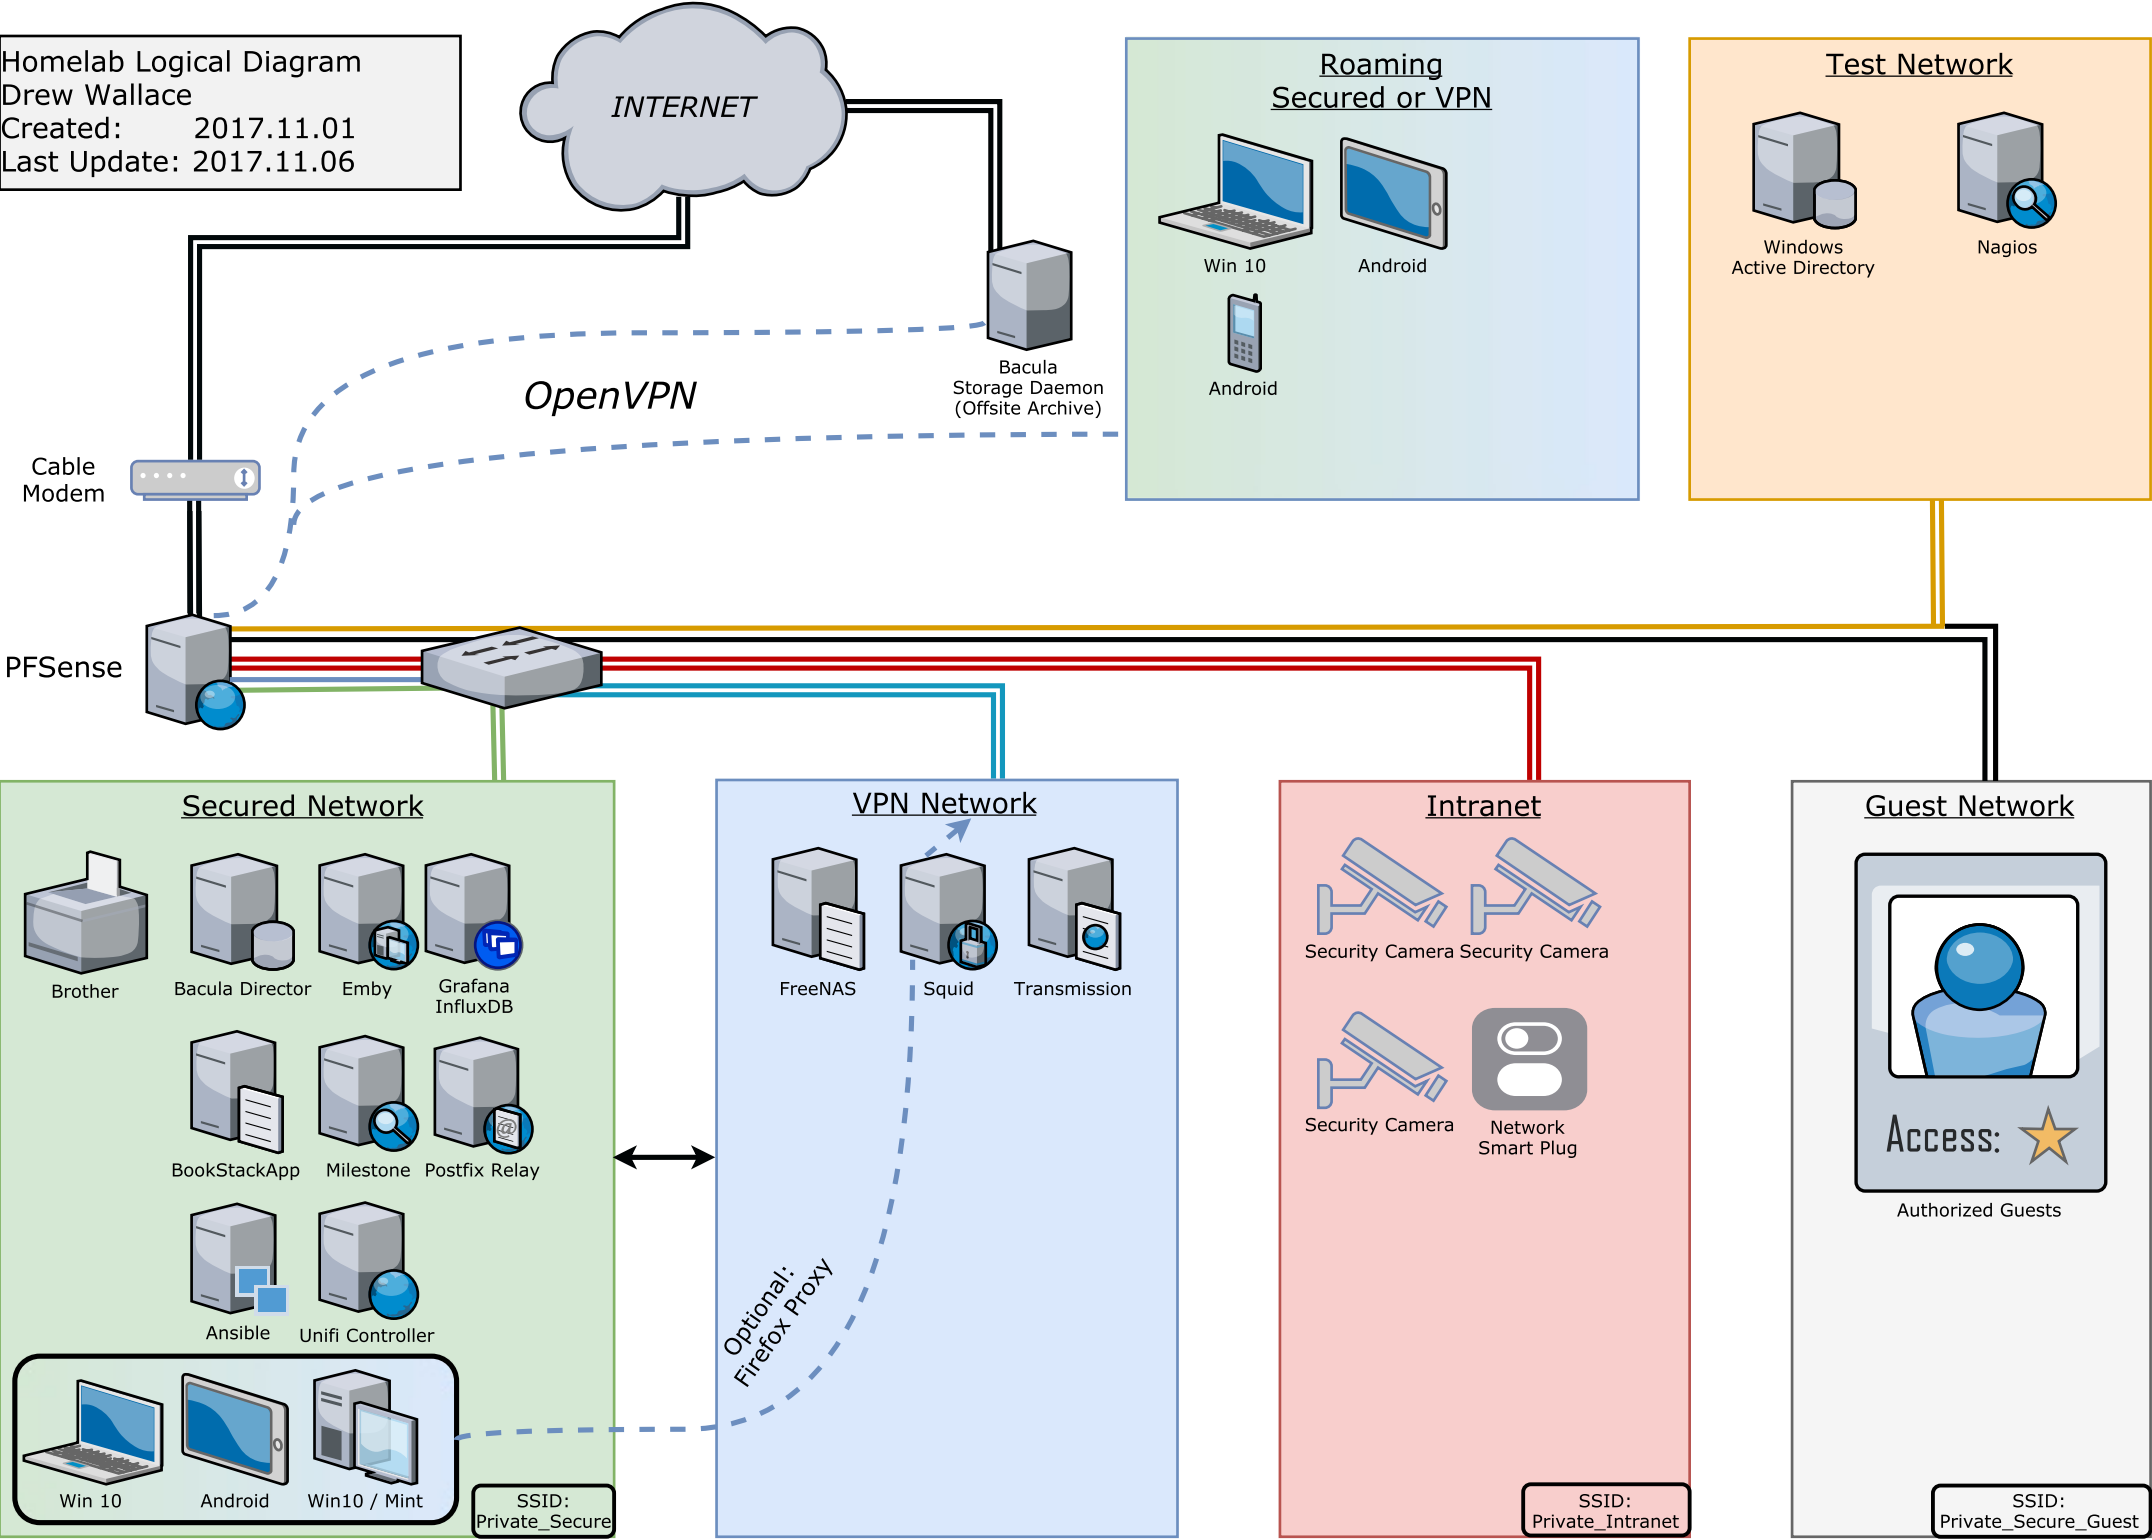 Homelab Logical Diagram
Drew Wallace
Created: 2017.11.01
Last Update: 2017.11.06
INTERNET
Roaming
Secured or VPN
Win 10
Android
Android
Test Network
Windows
Active Directory
Nagios
Bacula
Storage Daemon
(Offsite Archive)
OpenVPN
Cable
Modem
PFSense
Secured Network
Brother
Bacula Director
Emby
Grafana
InfluxDB
BookStackApp
Milestone
Postfix Relay
@
Ansible
Unifi Controller
Win 10
Android
Win10 / Mint
SSID:
Private_Secure
VPN Network
FreeNAS
Squid
Transmission
Optional:
Firefox Proxy
Intranet
Security Camera
Security Camera
Security Camera
Network
Smart Plug
SSID:
Private_Intranet
Guest Network
Access:
Authorized Guests
SSID:
Private_Secure_Guest